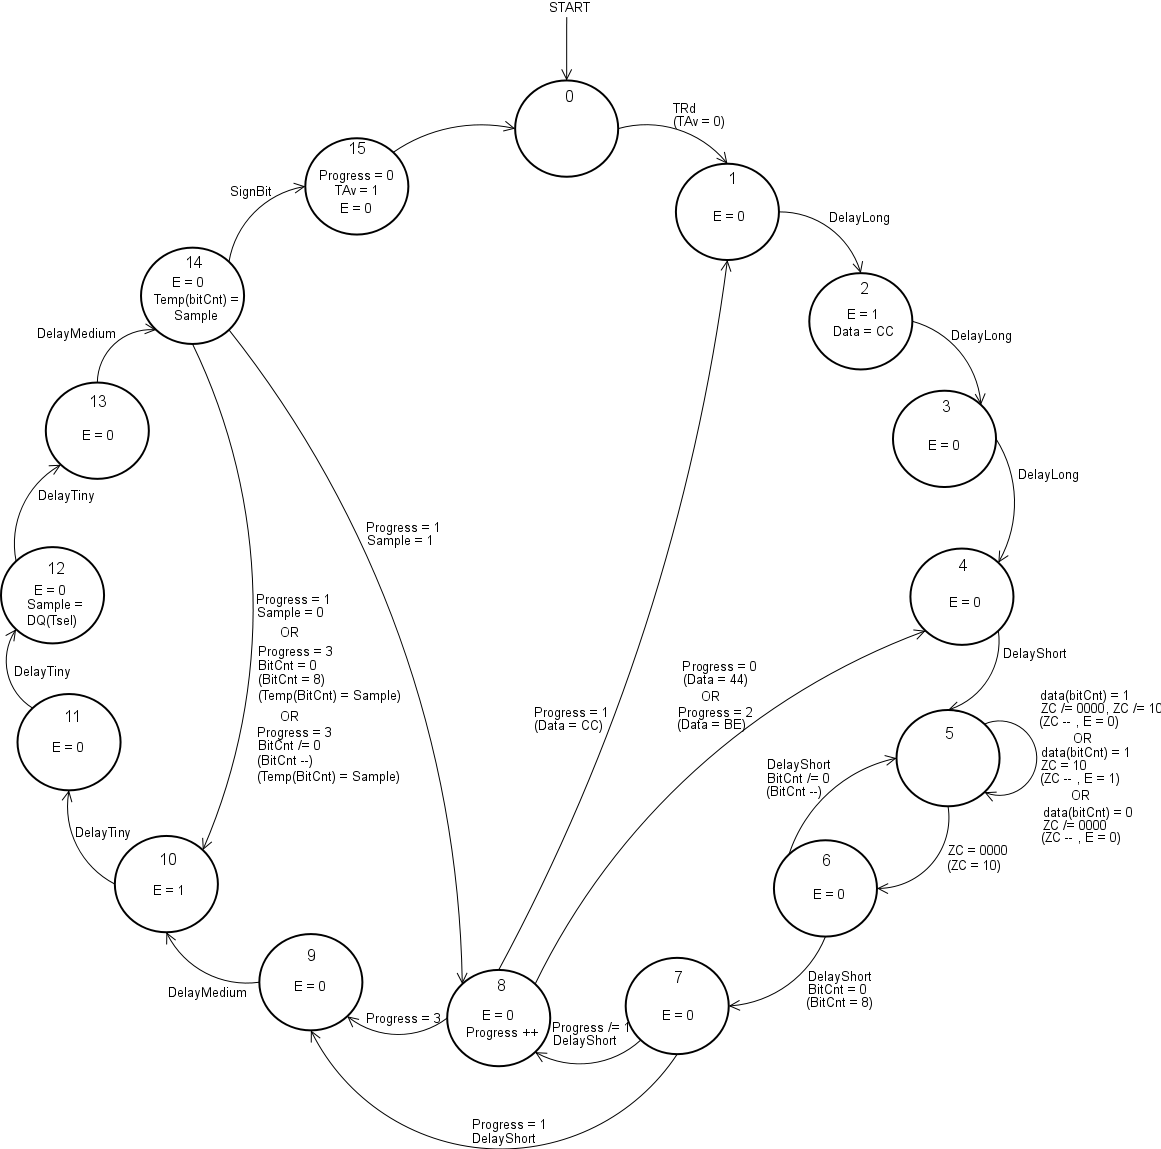 START
0
TRd
(TAv = 0)
15
Progress = 0
TAv = 1
E = 0
1
E = 0
SignBit
DelayLong
14
E = 0
Temp(bitCnt) =
Sample
2
E = 1
Data = CC
DelayMedium
DelayLong
13
E = 0
3
E = 0
DelayLong
DelayTiny
Progress = 1
Sample = 1
12
E = 0
Sample =
DQ(Tsel)
4
E = 0
Progress = 1
Sample = 0
OR
Progress = 3
BitCnt = 0
(BitCnt = 8)
(Temp(BitCnt) = Sample)
OR
Progress = 3
BitCnt /= 0
(BitCnt --)
(Temp(BitCnt) = Sample)
DelayShort
DelayTiny
Progress = 0
(Data = 44)
OR
Progress = 2
(Data = BE)
Progress = 1
(Data = CC)
data(bitCnt) = 1
ZC /= 0000, ZC /= 10
(ZC -- , E = 0)
OR
data(bitCnt) = 1
ZC = 10
(ZC -- , E = 1)
OR
data(bitCnt) = 0
ZC /= 0000
(ZC -- , E = 0)
11
E = 0
5
DelayShort
BitCnt /= 0
(BitCnt --)
DelayTiny
ZC = 0000
(ZC = 10)
10
E = 1
6
E = 0
9
E = 0
DelayMedium
DelayShort
BitCnt = 0
(BitCnt = 8)
8
E = 0
Progress ++
7
E = 0
Progress = 3
Progress /= 1
DelayShort
Progress = 1
DelayShort